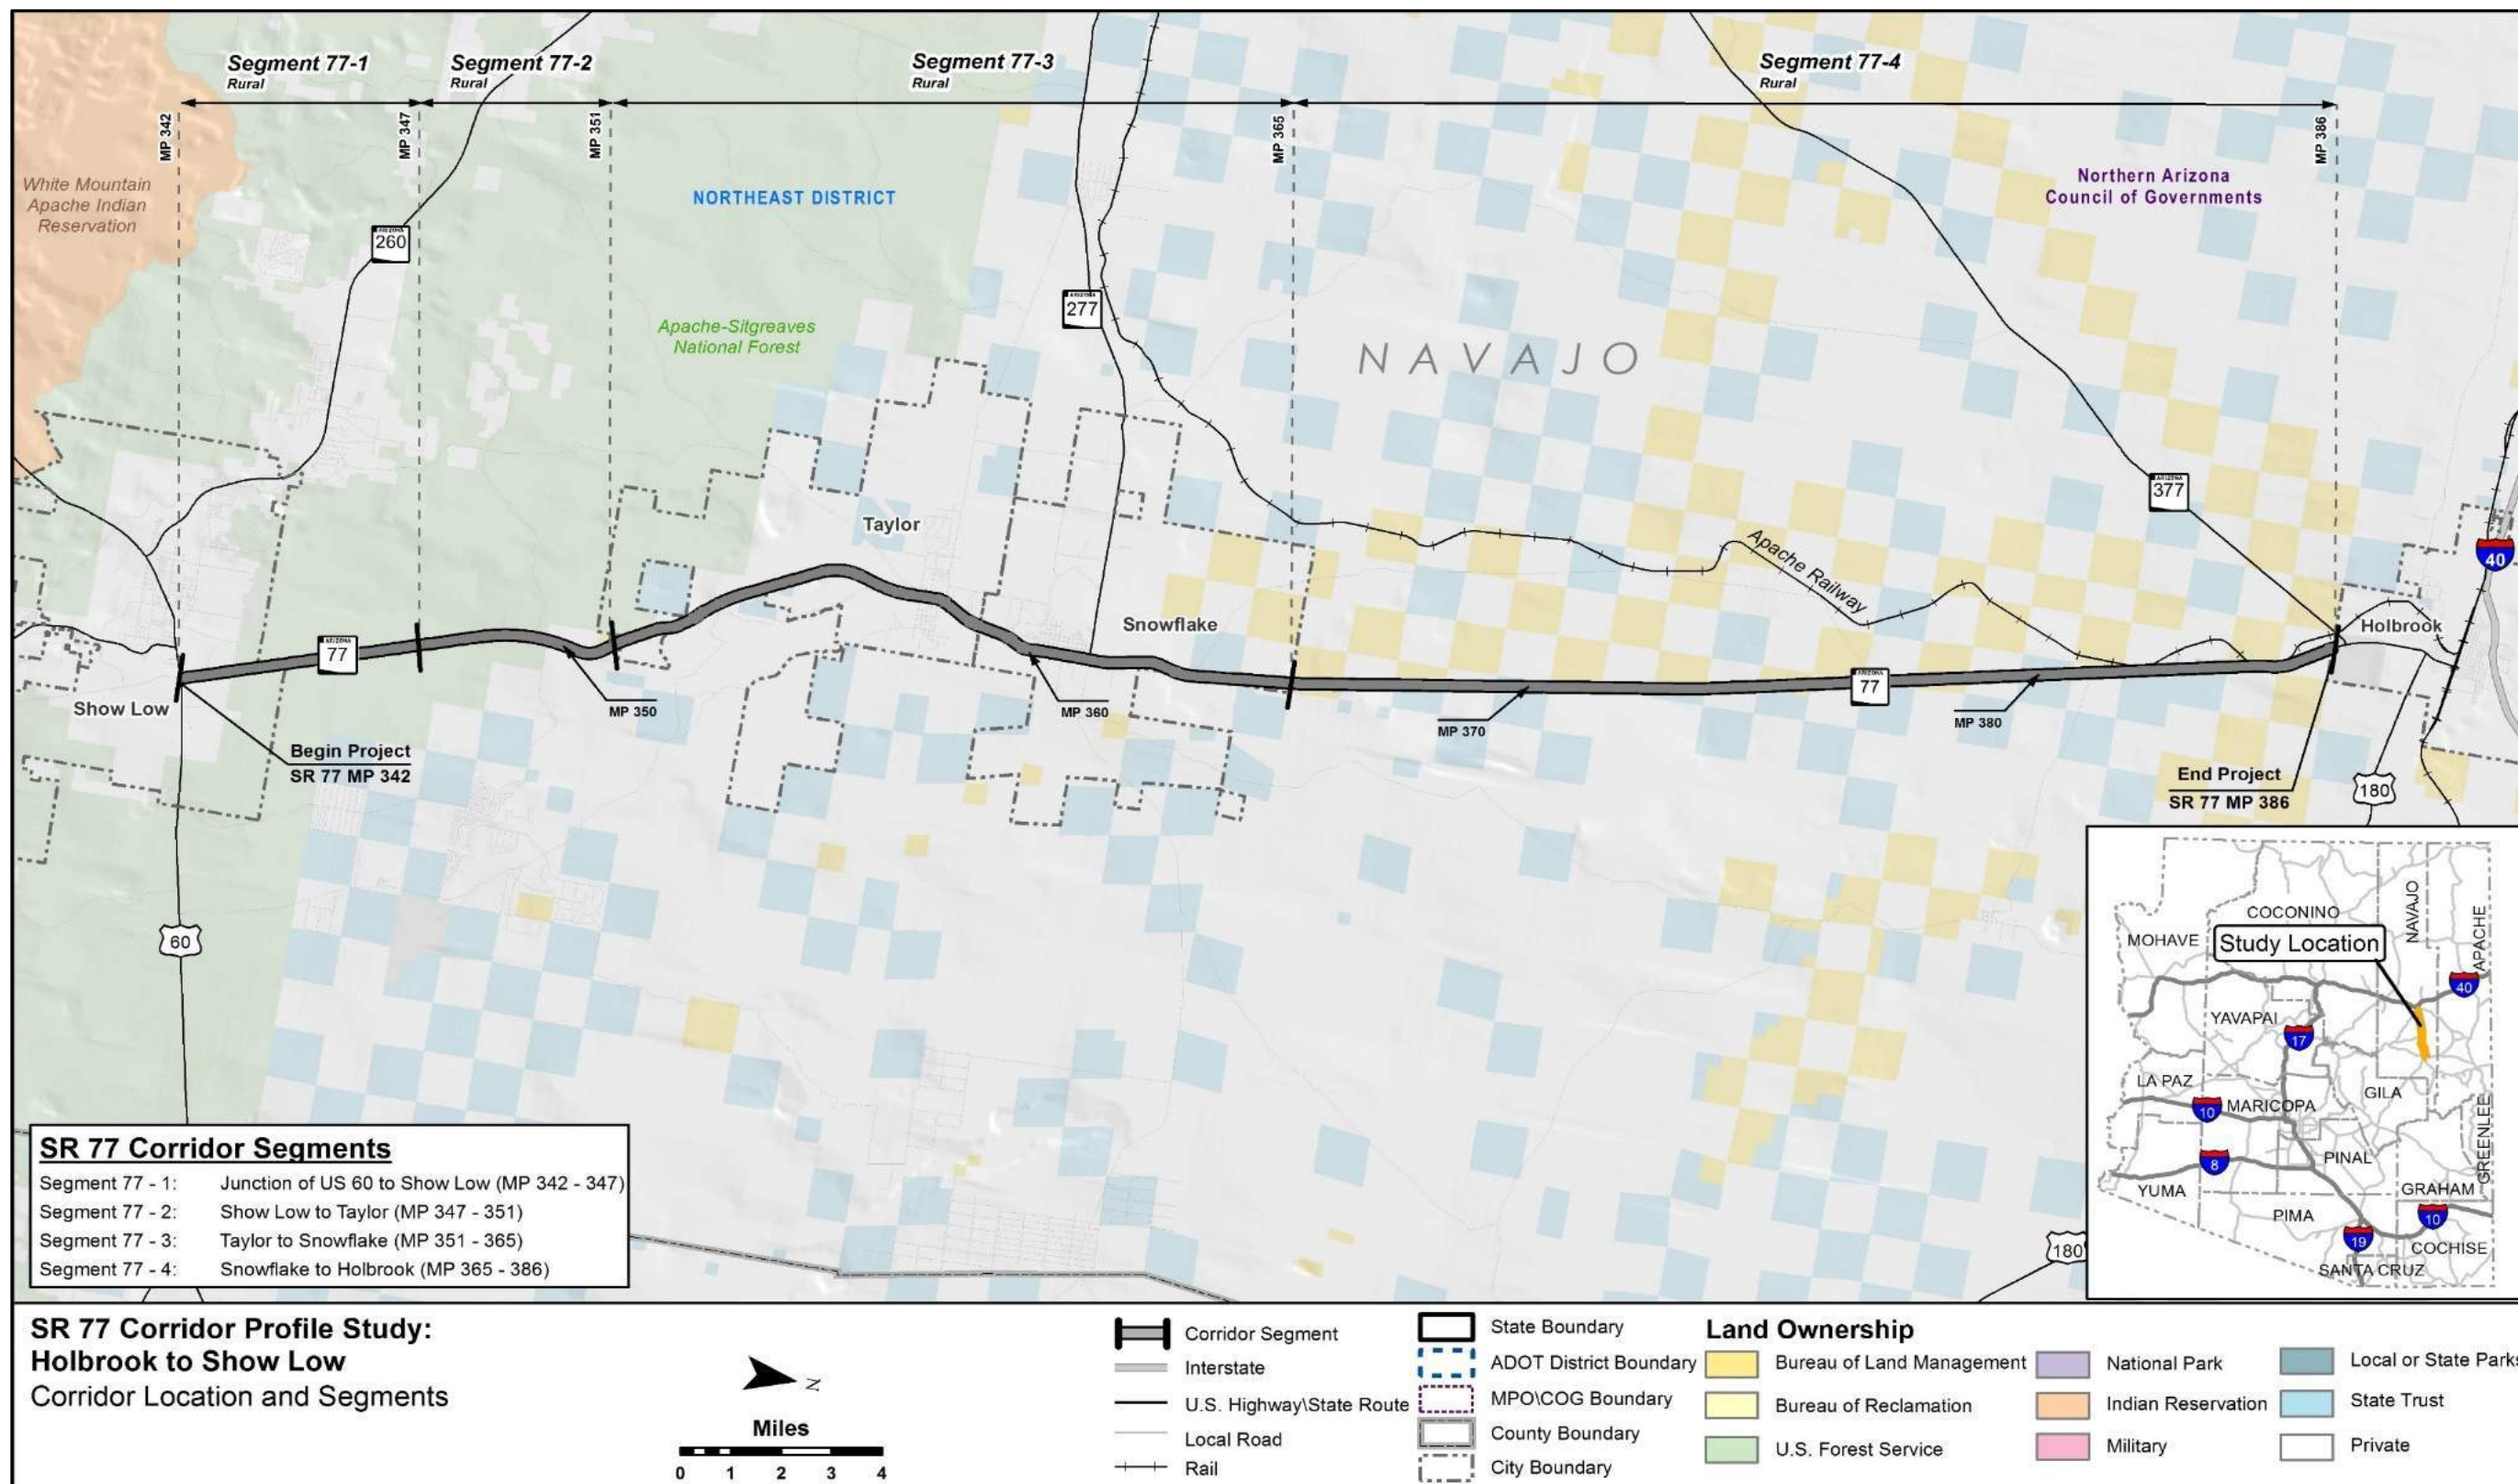 Segment 77-1
Rural
Segment 77-2
Rural
Segment 77-3
Rural
Segment 77-4
Rural
MP 342
MP 347
MP 351
MP 365
MP 386
White Mountain
Apache Indian
Reservation
NORTHEAST DISTRICT
Northern Arizona
Council of Governments
ARIZONA
260
ARIZONA
277
Apache-Sitgreaves
National Forest
NAVAJO
ARIZONA
377
Taylor
Apache Railway
40
Snowflake
Holbrook
ARIZONA
77
ARIZONA
77
Show Low
MP 350
MP 360
MP 370
MP 380
Begin Project
SR 77 MP 342
End Project
SR 77 MP 386
180
60
180
COCONINO
NAVAJO
APACHE
MOHAVE
Study Location
40
YAVAPAI
17
LA PAZ
GILA
10
MARICOPA
GREENLEE
8
PINAL
YUMA
GRAHAM
PIMA
10
19
COCHISE
SANTA CRUZ
SR 77 Corridor Segments
Segment 77 - 1: Junction of US 60 to Show Low (MP 342 - 347)
Segment 77 - 2: Show Low to Taylor (MP 347 - 351)
Segment 77 - 3: Taylor to Snowflake (MP 351 - 365)
Segment 77 - 4: Snowflake to Holbrook (MP 365 - 386)
SR 77 Corridor Profile Study:
Holbrook to Show Low
Corridor Location and Segments
N
Miles
0 1 2 3 4
Corridor Segment
Interstate
U.S. Highway\State Route
Local Road
Rail
State Boundary
ADOT District Boundary
MPO\COG Boundary
County Boundary
City Boundary
Land Ownership
Bureau of Land Management
Bureau of Reclamation
U.S. Forest Service
National Park
Indian Reservation
Military
Local or State Parks
State Trust
Private